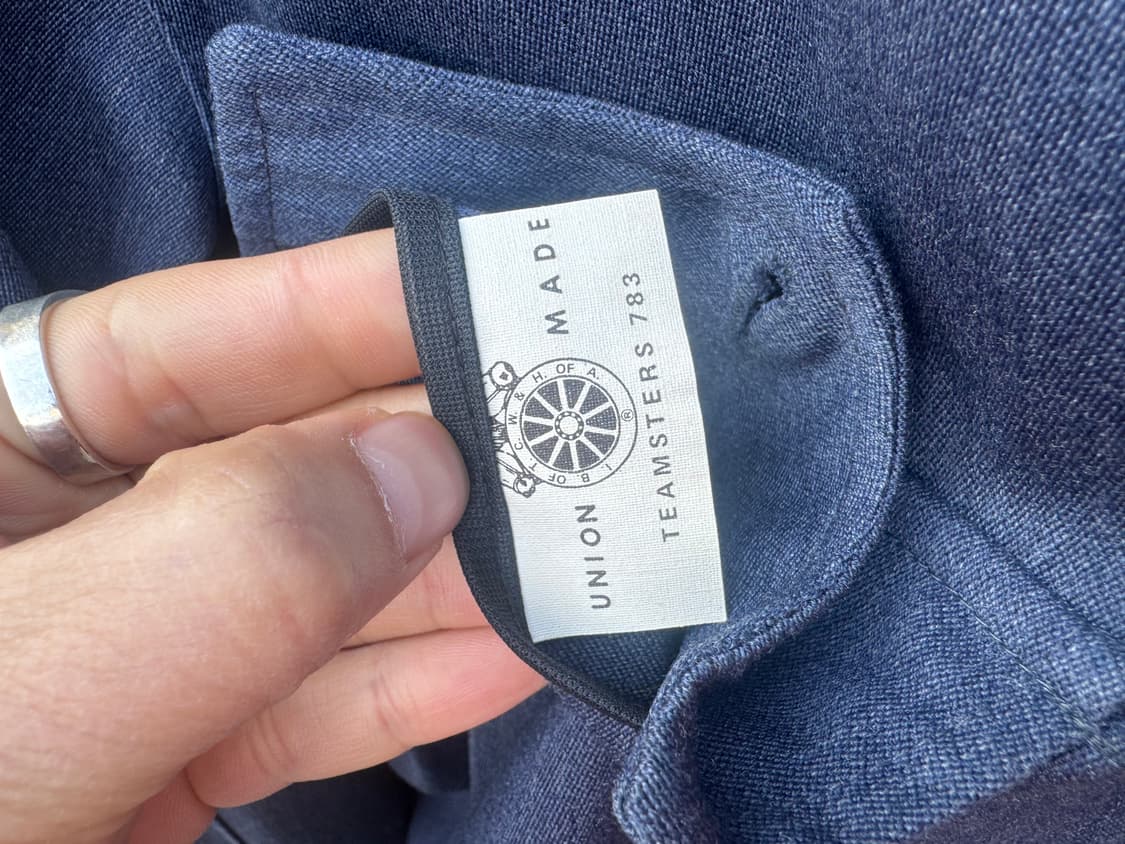 UNION MADE
I. B. OF T. C. W. & H. OF A.
®
TEAMSTERS 783